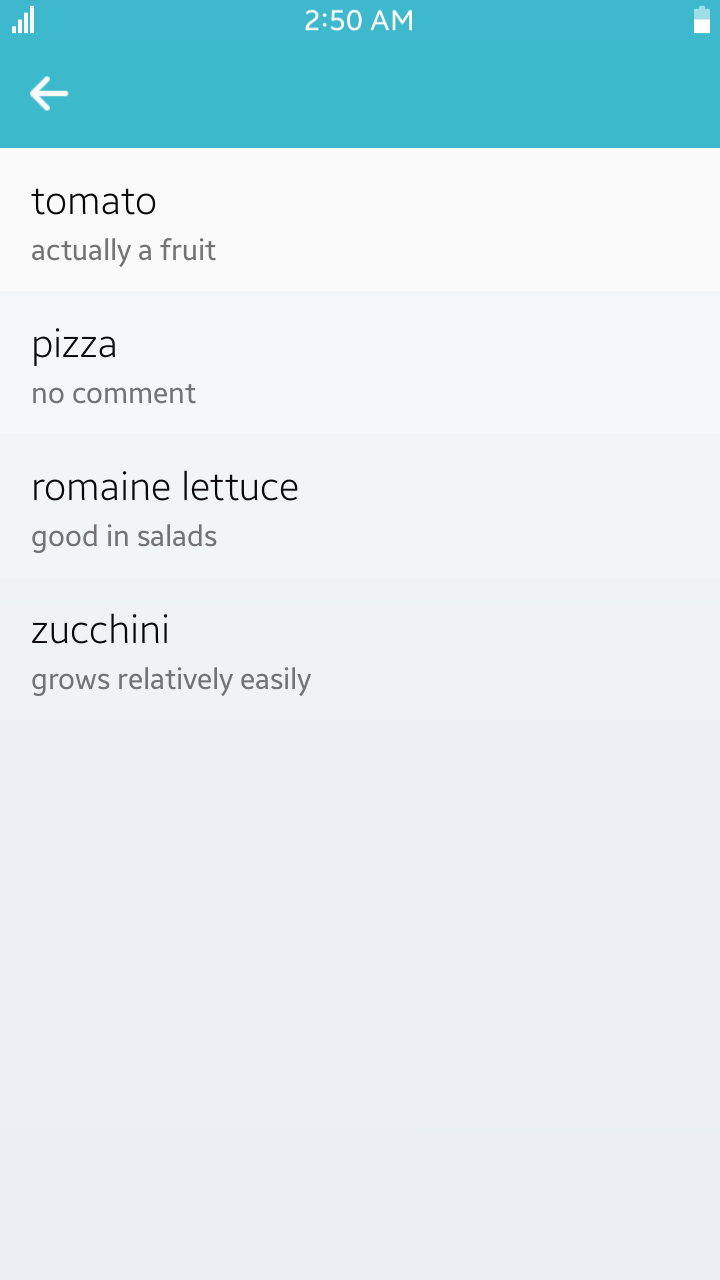 2:50 AM
tomato
actually a fruit
pizza
no comment
romaine lettuce
good in salads
zucchini
grows relatively easily